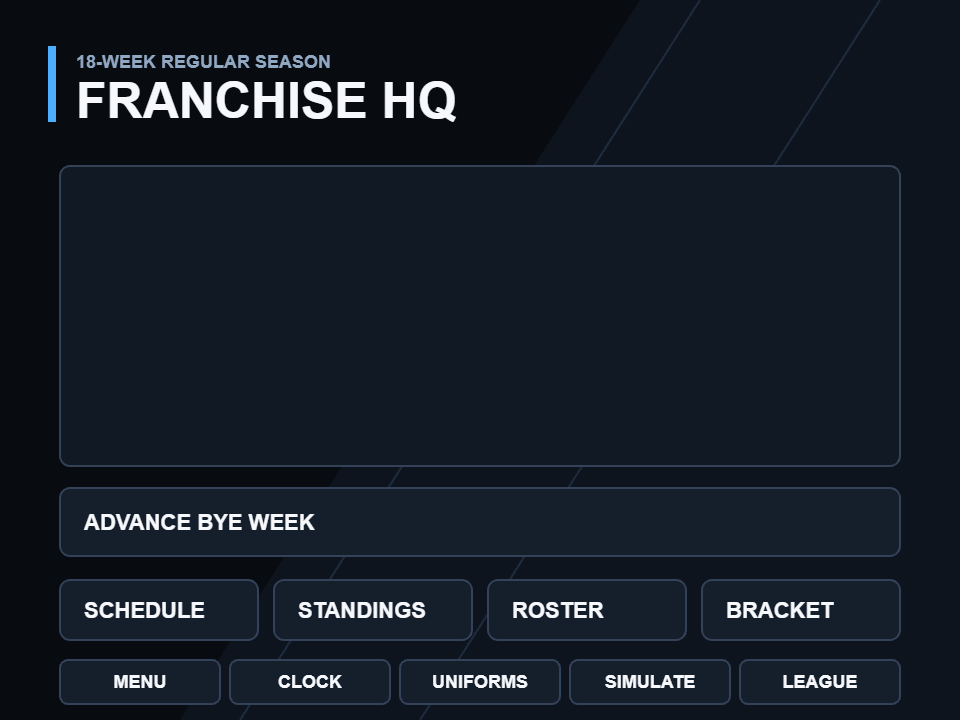 18-WEEK REGULAR SEASON
FRANCHISE HQ
ADVANCE BYE WEEK
SCHEDULE STANDINGS ROSTER BRACKET
MENU CLOCK UNIFORMS SIMULATE LEAGUE